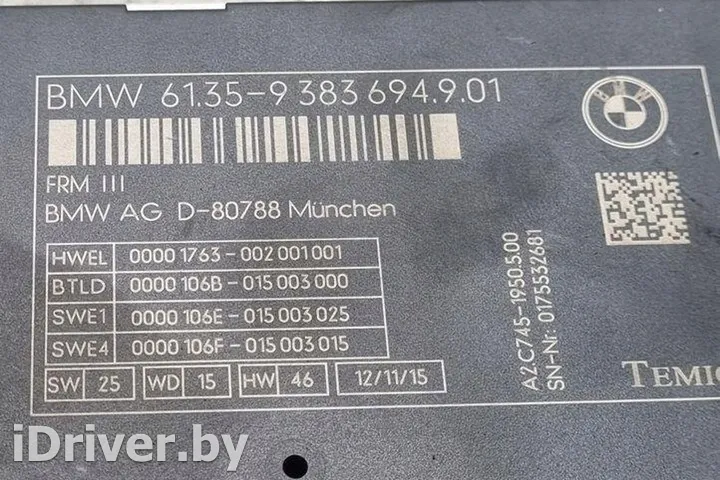 BMW 61.35-9 383 694.9.01
BMW
FRM III
BMW AG D-80788 München
HWEL 0000 1763-002 001 001
BTLD 0000 106B-015 003 000
SWE1 0000 106E-015 003 025
SWE4 0000 106F-015 003 015
SW 25 WD 15 HW 46 12/11/15
A2C745-1950.5.00
SN-Nr: 0175532681
iDriver.by